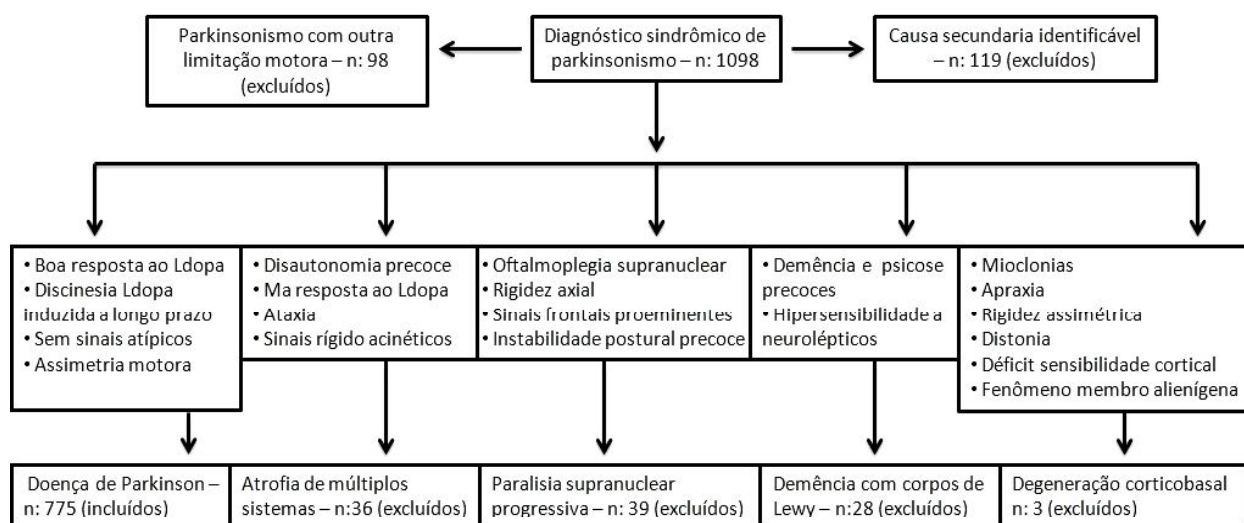 Parkinsonismo com outra
limitação motora – n: 98
(excluídos)
Diagnóstico sindrômico de
parkinsonismo – n: 1098
Causa secundaria identificável
– n: 119 (excluídos)
• Boa resposta ao Ldopa
• Discinesia Ldopa
induzida a longo prazo
• Sem sinais atípicos
• Assimetria motora
• Disautonomia precoce
• Ma resposta ao Ldopa
• Ataxia
• Sinais rígido acinéticos
• Oftalmoplegia supranuclear
• Rigidez axial
• Sinais frontais proeminentes
• Instabilidade postural precoce
• Demência e psicose
precoces
• Hipersensibilidade a
neurolépticos
• Mioclonias
• Apraxia
• Rigidez assimétrica
• Distonia
• Déficit sensibilidade cortical
• Fenômeno membro alienígena
Doença de Parkinson –
n: 775 (incluídos)
Atrofia de múltiplos
sistemas – n:36 (excluídos)
Paralisia supranuclear
progressiva – n: 39 (excluídos)
Demência com corpos de
Lewy – n:28 (excluídos)
Degeneração corticobasal
n: 3 (excluídos)